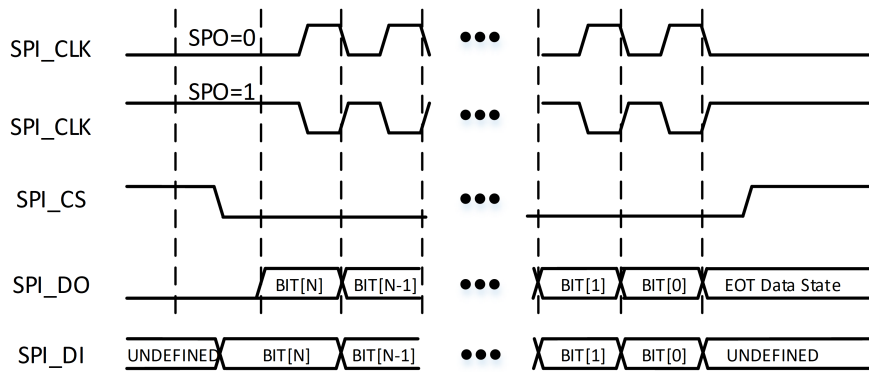 SPI_CLK SPO=0
SPO=1
SPI_CLK
SPI_CS
SPI_DO BIT[N] BIT[N-1] BIT[1] BIT[0] EOT Data State
SPI_DI UNDEFINED BIT[N] BIT[N-1] BIT[1] BIT[0] UNDEFINED